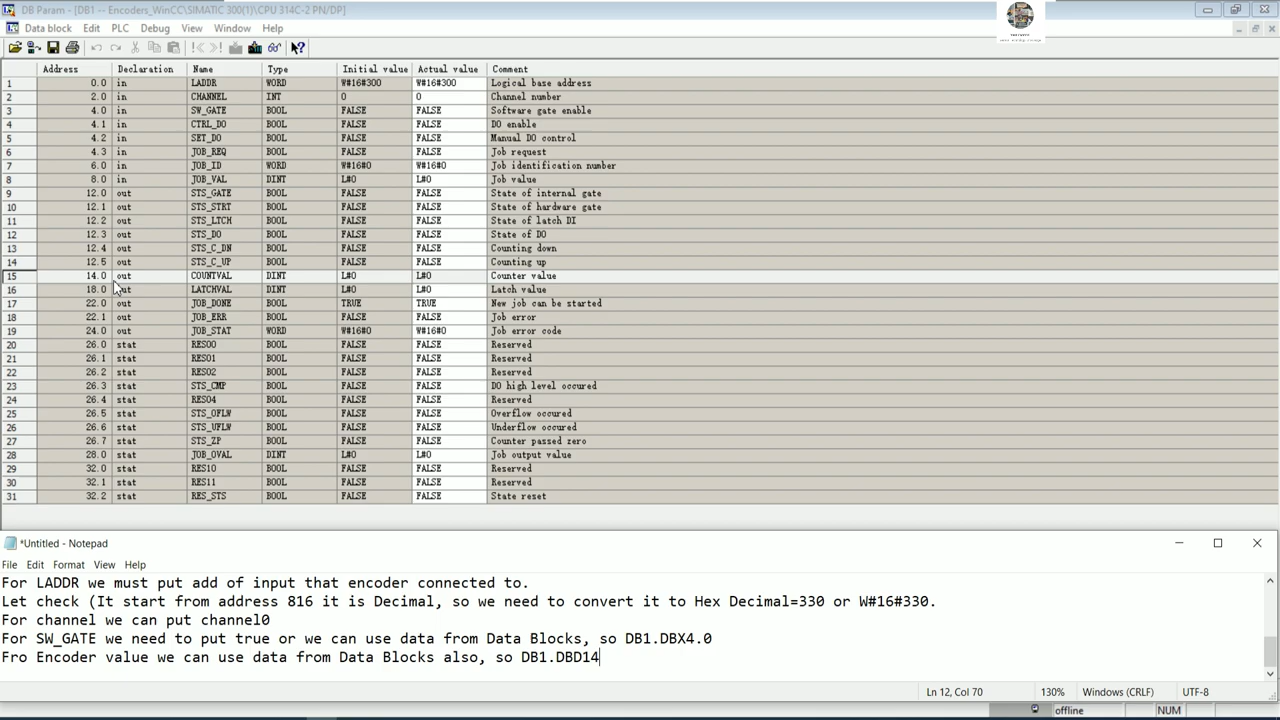 DB Param - [DB1 -- Encoders_WinCC\SIMATIC 300(1)\CPU 314C-2 PN/DP]
Data block Edit PLC Debug View Window Help
Address Declaration Name Type Initial value Actual value Comment
1 0.0 in LADDR WORD W#16#300 W#16#300 Logical base address
2 2.0 in CHANNEL INT 0 0 Channel number
3 4.0 in SW_GATE BOOL FALSE FALSE Software gate enable
4 4.1 in CTRL_DO BOOL FALSE FALSE DO enable
5 4.2 in SET_DO BOOL FALSE FALSE Manual DO control
6 4.3 in JOB_REQ BOOL FALSE FALSE Job request
7 6.0 in JOB_ID WORD W#16#0 W#16#0 Job identification number
8 8.0 in JOB_VAL DINT L#0 L#0 Job value
9 12.0 out STS_GATE BOOL FALSE FALSE State of internal gate
10 12.1 out STS_STRT BOOL FALSE FALSE State of hardware gate
11 12.2 out STS_LTCH BOOL FALSE FALSE State of latch DI
12 12.3 out STS_DO BOOL FALSE FALSE State of DO
13 12.4 out STS_C_DN BOOL FALSE FALSE Counting down
14 12.5 out STS_C_UP BOOL FALSE FALSE Counting up
15 14.0 out COUNTVAL DINT L#0 L#0 Counter value
16 18.0 out LATCHVAL DINT L#0 L#0 Latch value
17 22.0 out JOB_DONE BOOL TRUE TRUE New job can be started
18 22.1 out JOB_ERR BOOL FALSE FALSE Job error
19 24.0 out JOB_STAT WORD W#16#0 W#16#0 Job error code
20 26.0 stat RES00 BOOL FALSE FALSE Reserved
21 26.1 stat RES01 BOOL FALSE FALSE Reserved
22 26.2 stat RES02 BOOL FALSE FALSE Reserved
23 26.3 stat STS_CMP BOOL FALSE FALSE DO high level occured
24 26.4 stat RES04 BOOL FALSE FALSE Reserved
25 26.5 stat STS_OFLW BOOL FALSE FALSE Overflow occured
26 26.6 stat STS_UFLW BOOL FALSE FALSE Underflow occured
27 26.7 stat STS_ZP BOOL FALSE FALSE Counter passed zero
28 28.0 stat JOB_OVAL DINT L#0 L#0 Job output value
29 32.0 stat RES10 BOOL FALSE FALSE Reserved
30 32.1 stat RES11 BOOL FALSE FALSE Reserved
31 32.2 stat RES_STS BOOL FALSE FALSE State reset
*Untitled - Notepad
File Edit Format View Help
For LADDR we must put add of input that encoder connected to.
Let check (It start from address 816 it is Decimal, so we need to convert it to Hex Decimal=330 or W#16#330.
For channel we can put channel0
For SW_GATE we need to put true or we can use data from Data Blocks, so DB1.DBX4.0
Fro Encoder value we can use data from Data Blocks also, so DB1.DBD14
Ln 12, Col 70 130% Windows (CRLF) UTF-8
offline NUM